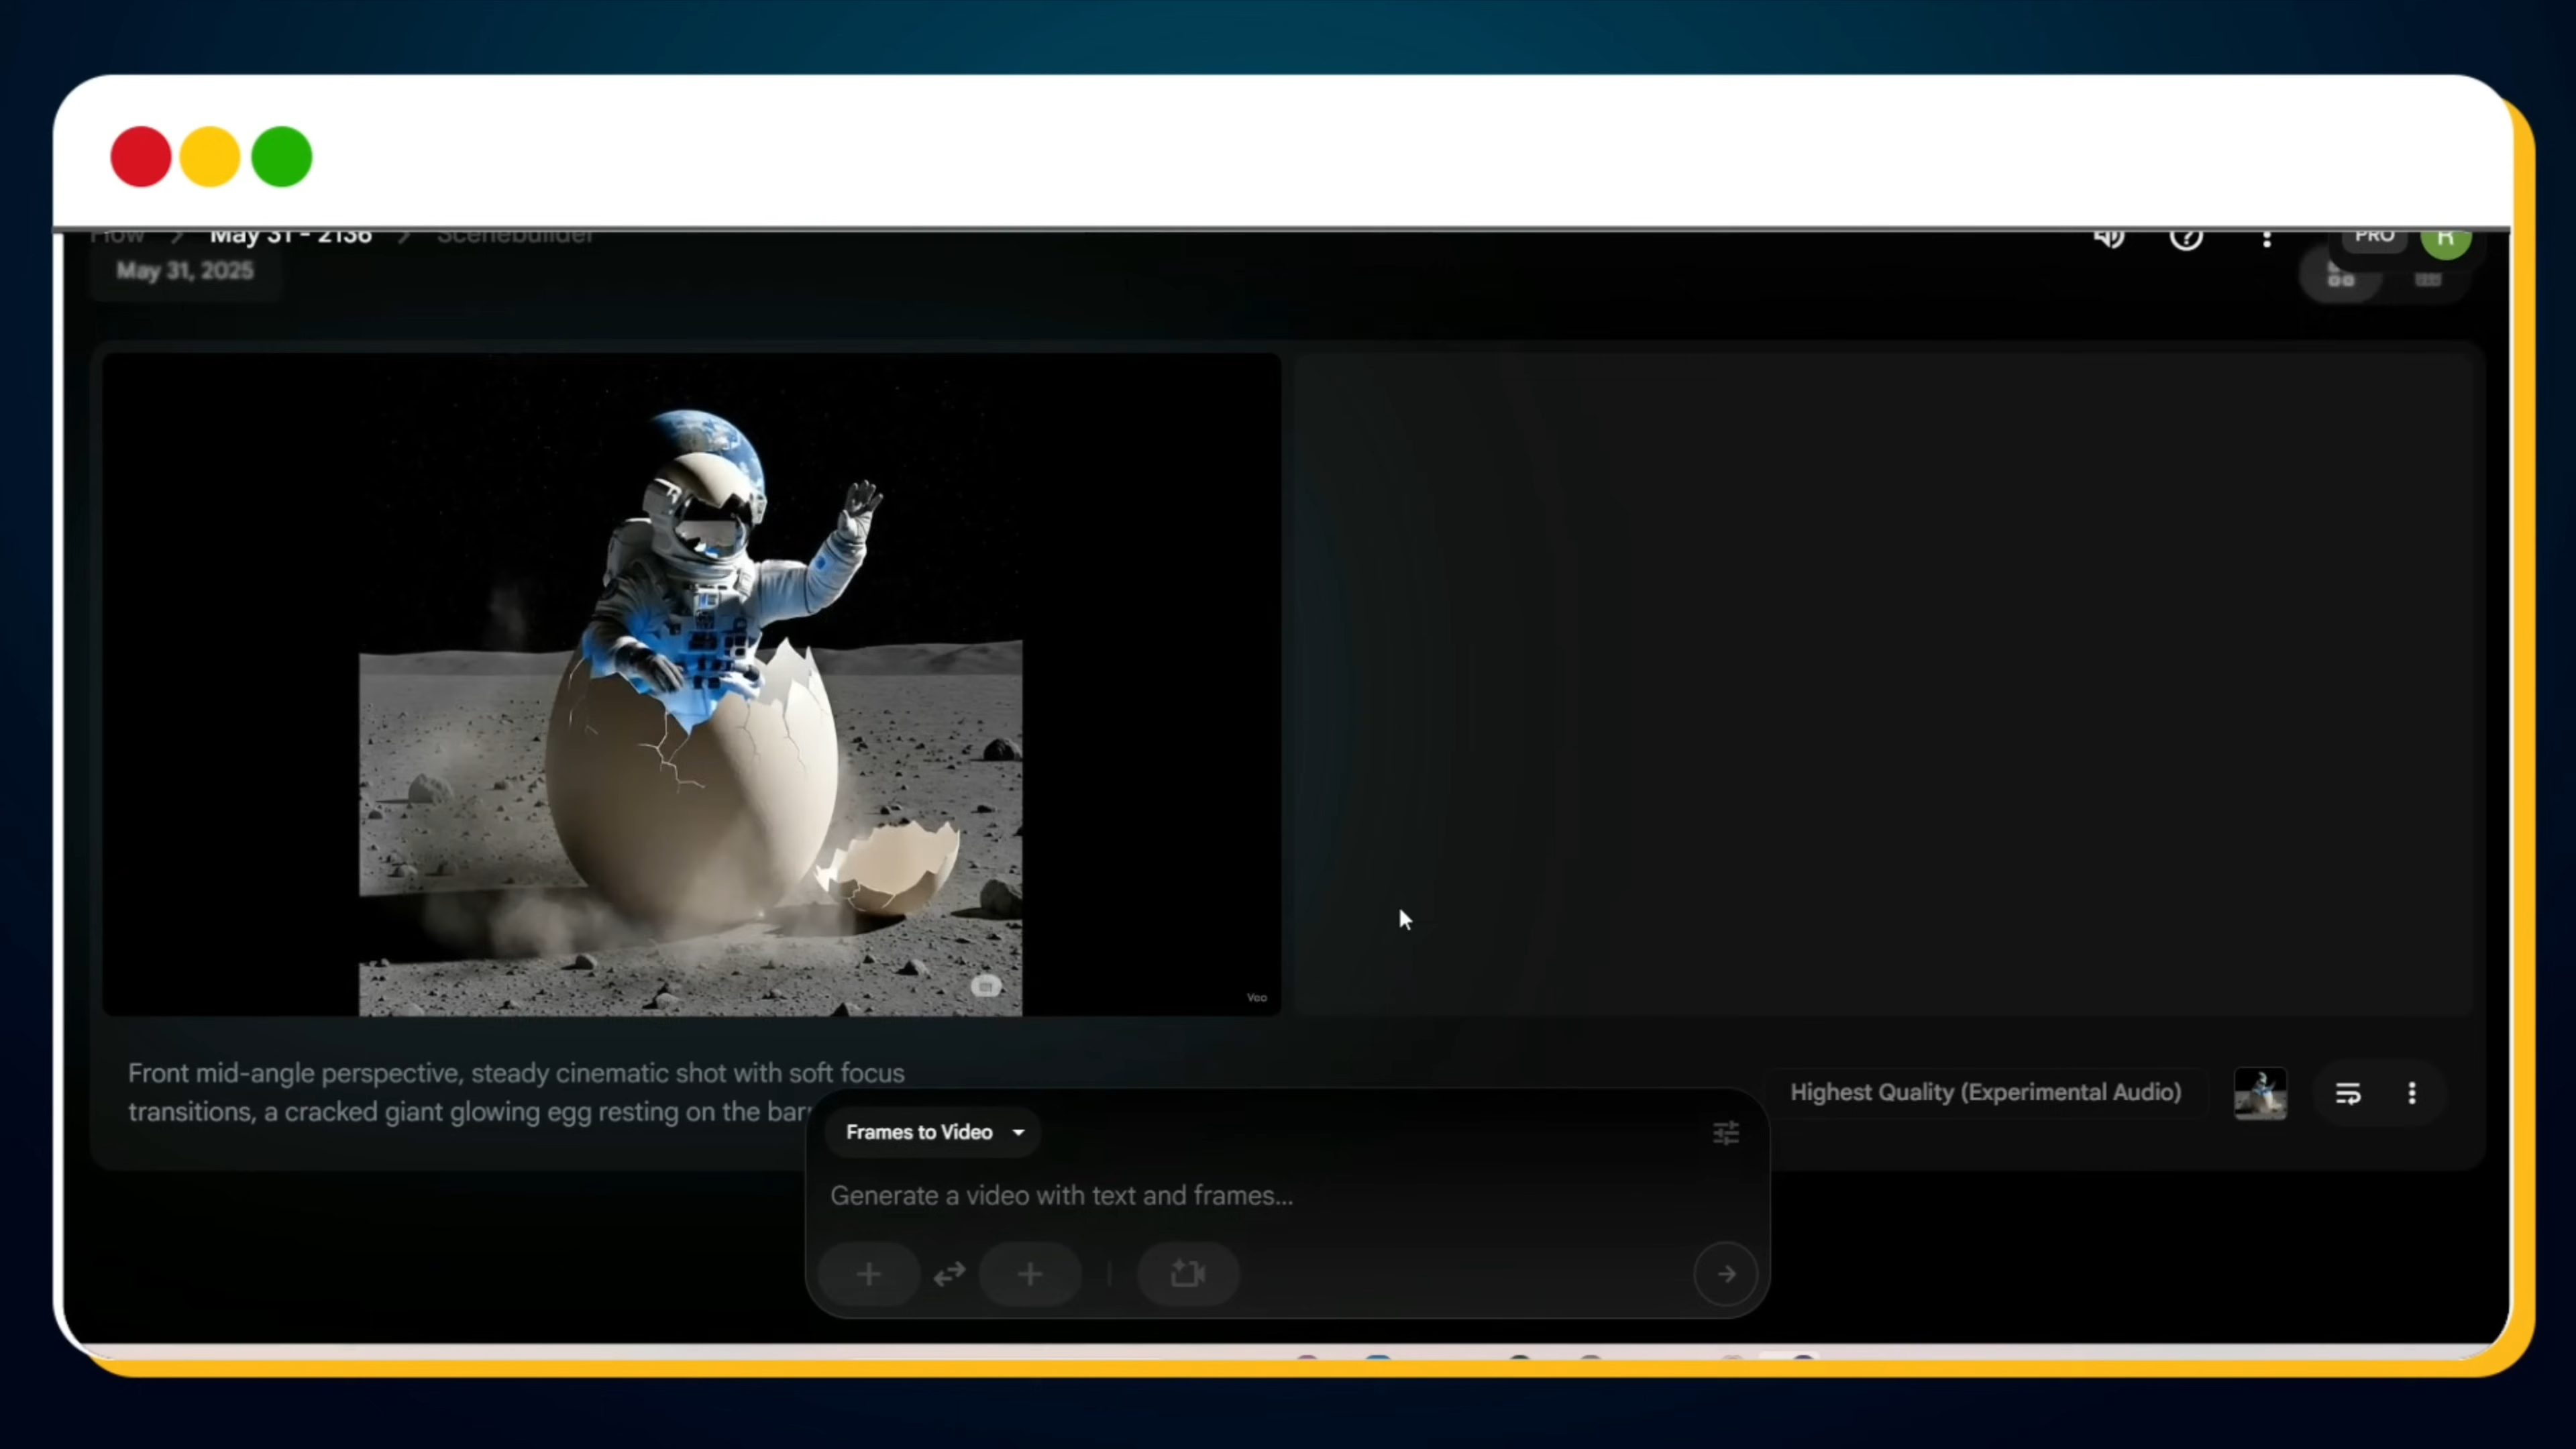 Flow > May 31 - 2136 > Scenebuilder
PRO R
May 31, 2025
Veo
Front mid-angle perspective, steady cinematic shot with soft focus
transitions, a cracked giant glowing egg resting on the
Highest Quality (Experimental Audio)
Frames to Video
Generate a video with text and frames...